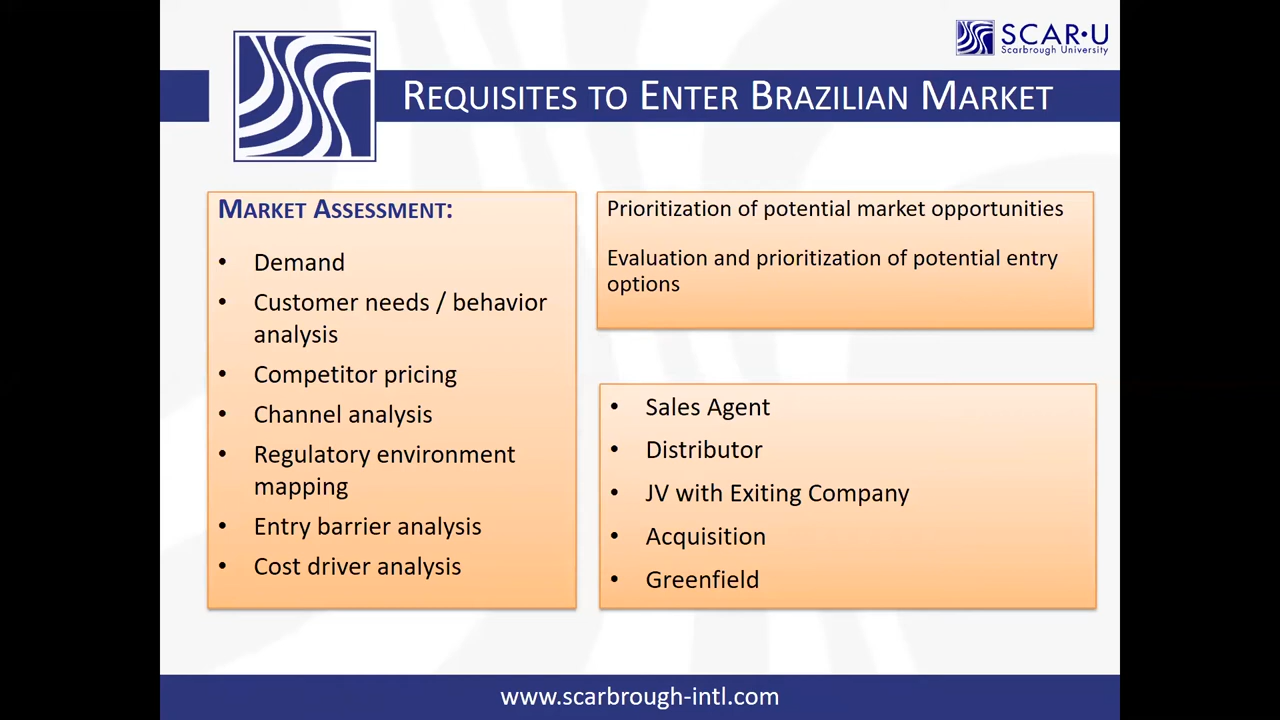 SCAR·U
Scarbrough University
REQUISITES TO ENTER BRAZILIAN MARKET
MARKET ASSESSMENT:
• Demand
• Customer needs / behavior
analysis
• Competitor pricing
• Channel analysis
• Regulatory environment
mapping
• Entry barrier analysis
• Cost driver analysis
Prioritization of potential market opportunities
Evaluation and prioritization of potential entry
options
• Sales Agent
• Distributor
• JV with Exiting Company
• Acquisition
• Greenfield
www.scarbrough-intl.com